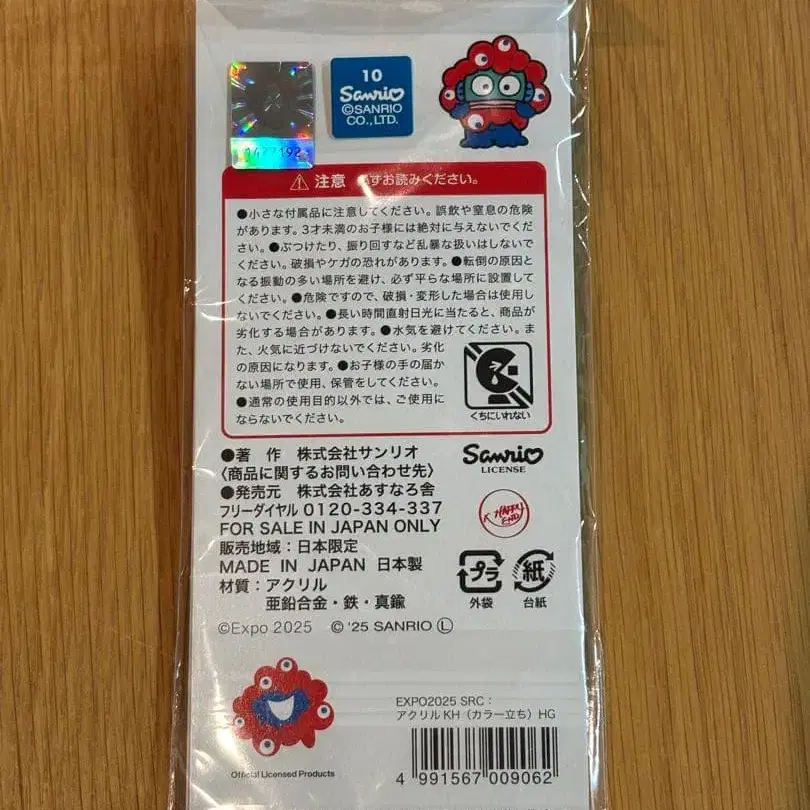 10
Sanrio
©SANRIO
CO.,LTD.
⚠注意 ずお読みください。
●小さな付属品に注意してください。誤飲や窒息の危険
があります。3才未満のお子様には絶対に与えないでくだ
さい。●ぶつけたり、振り回すなど乱暴な扱いはしないで
ください。破損やケガの恐れがあります。●転倒の原因と
なる振動の多い場所を避け、必ず平らな場所に設置して
ください。●危険ですので、破損・変形した場合は使用し
ないでください。●長い時間直射日光に当たると、商品が
劣化する場合があります。●水気を避けてください。ま
た、火気に近づけないでください。劣化
の原因になります。●お子様の手の届か
ない場所で使用、保管をしてください。
●通常の使用目的以外では、ご使用に
ならないでください。
くちにいれない
●著 作 株式会社サンリオ
〈商品に関するお問い合わせ先〉
●発売元 株式会社あすなろ舎
フリーダイヤル 0120-334-337
FOR SALE IN JAPAN ONLY
販売地域：日本限定
MADE IN JAPAN 日本製
材質：アクリル
亜鉛合金・鉄・真鍮
©Expo 2025 © '25 SANRIO Ⓛ
Sanrio
LICENSE
HAPPY
END
プラ
外袋
紙
台紙
Official Licensed Products
EXPO2025 SRC：
アクリルKH（カラー立ち）HG
4 991567 009062